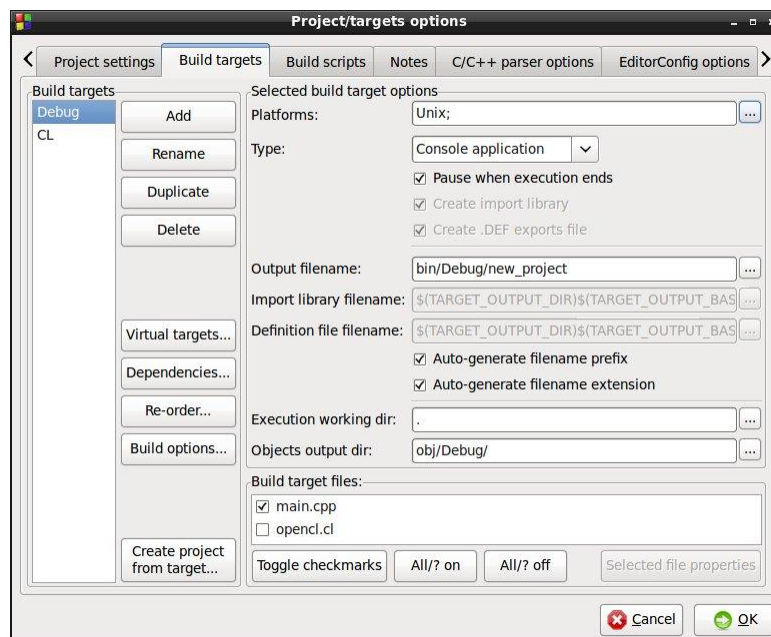 Project/targets options
Project settings
Build targets
Build scripts
Notes
C/C++ parser options
EditorConfig options
Build targets
Debug
CL
Add
Rename
Duplicate
Delete
Virtual targets...
Dependencies...
Re-order...
Build options...
Create project
from target...
Selected build target options
Platforms: Unix; ...
Type: Console application
Pause when execution ends
Create import library
Create .DEF exports file
Output filename: bin/Debug/new_project ...
Import library filename: $(TARGET_OUTPUT_DIR)$(TARGET_OUTPUT_BAS ...
Definition file filename: $(TARGET_OUTPUT_DIR)$(TARGET_OUTPUT_BAS ...
Auto-generate filename prefix
Auto-generate filename extension
Execution working dir: . ...
Objects output dir: obj/Debug/ ...
Build target files:
main.cpp
opencl.cl
Toggle checkmarks
All/? on
All/? off
Selected file properties
Cancel
OK